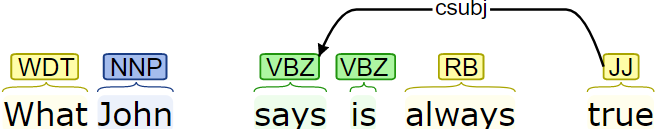 csubj
WDT NNP VBZ VBZ RB JJ
What John says is always true